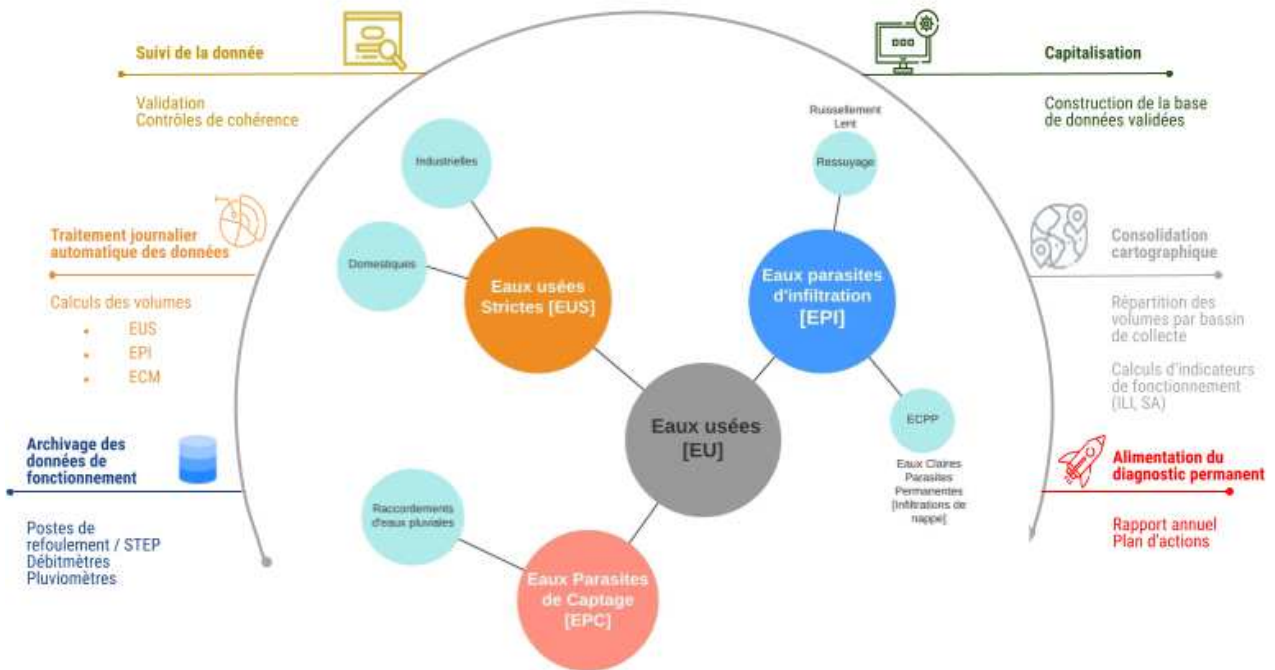 Suivi de la donnée
Validation
Contrôles de cohérence
Traitement journalier
automatique des données
Calculs des volumes
• EUS
• EPI
• ECM
Archivage des
données de
fonctionnement
Postes de
refoulement / STEP
Débitmètres
Pluviomètres
Industrielles
Domestiques
Eaux usées
Strictes [EUS]
Ruissellement
Lent
Ressuyage
Eaux parasites
d'infiltration
[EPI]
Eaux usées
[EU]
ECPP
Eaux Claires
Parasites
Permanentes
[Infiltrations de
nappe]
Raccordements
d'eaux pluviales
Eaux Parasites
de Captage
[EPC]
Capitalisation
Construction de la base
de données validées
Consolidation
cartographique
Répartition des
volumes par bassin
de collecte
Calculs d'indicateurs
de fonctionnement
(ILI, SA)
Alimentation du
diagnostic permanent
Rapport annuel
Plan d'actions